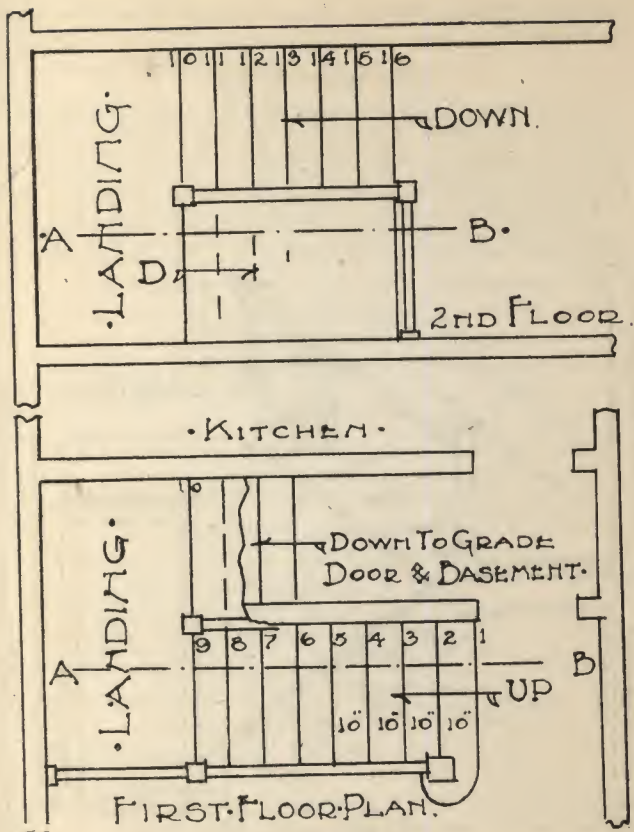 10 11 12 13 14 15 16
DOWN.
·LANDING·
·A B·
D
2ND FLOOR.
·KITCHEN·
10
DOWN TO GRADE
DOOR & BASEMENT·
·LANDING·
9 8 7 6 5 4 3 2 1
A B
UP
10" 10" 10" 10"
FIRST·FLOOR·PLAN.